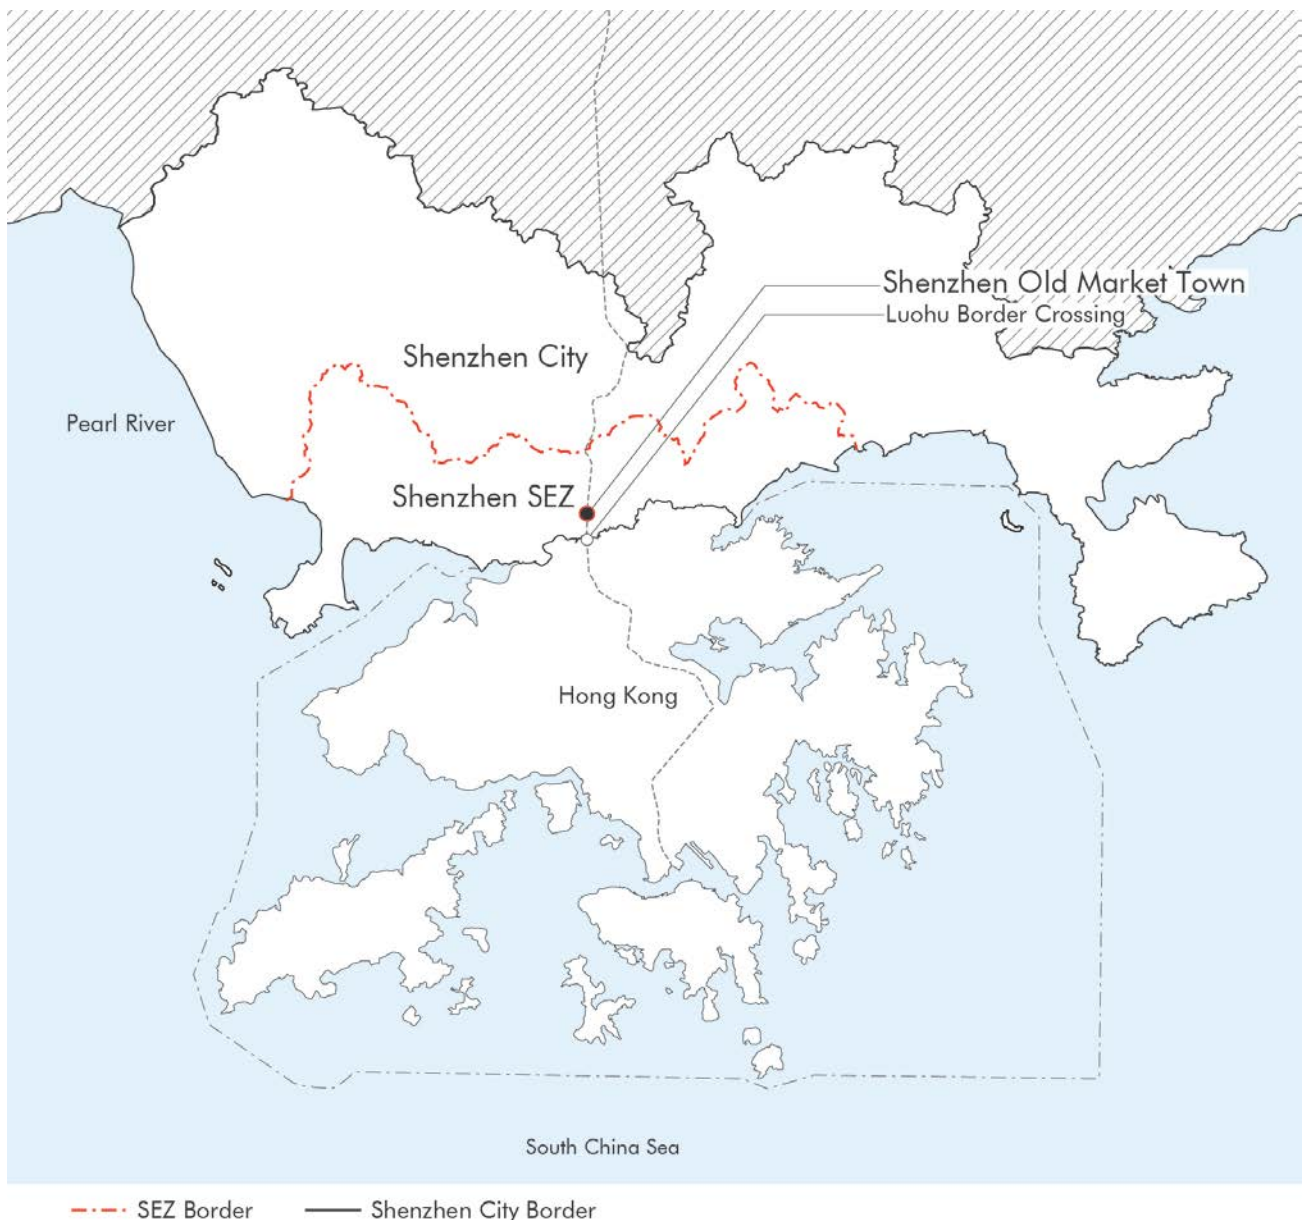 Shenzhen Old Market Town
Luohu Border Crossing
Shenzhen City
Pearl River
Shenzhen SEZ
Hong Kong
South China Sea
SEZ Border
Shenzhen City Border